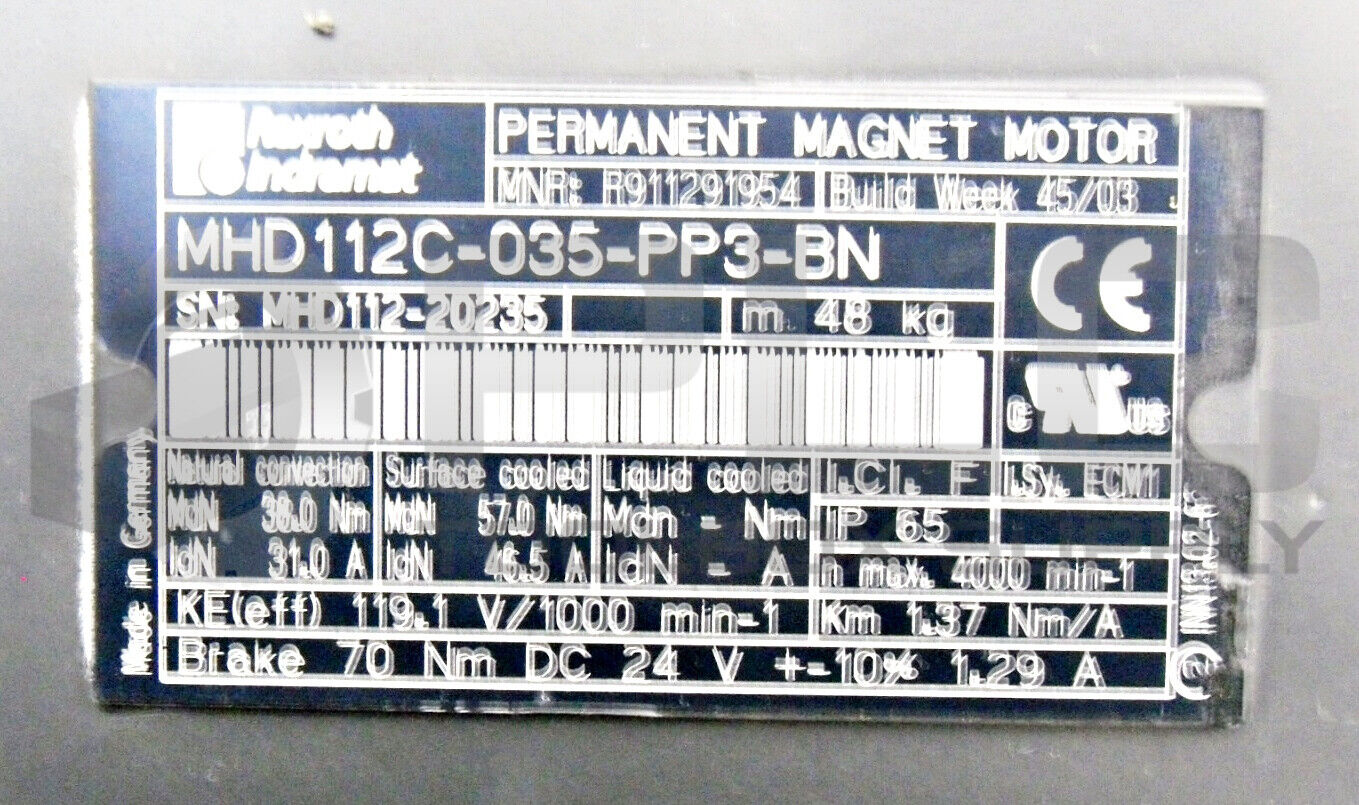 Rexroth
Indramat
PERMANENT MAGNET MOTOR
MNR: R911291954 Build Week 45/03
MHD112C-035-PP3-BN
CE
SN: MHD112-20235 m 48 kg
C US
Natural convection Surface cooled Liquid cooled I.Cl. F I.Sy. ECM1
MdN 38.0 Nm MdN 57.0 Nm Mdn - Nm IP 65
IdN 31.0 A IdN 46.5 A IdN - A n max. 4000 min-1
KE(eff) 119.1 V/1000 min-1 Km 1.37 Nm/A
Brake 70 Nm DC 24 V +-10% 1.29 A
Made in Germany